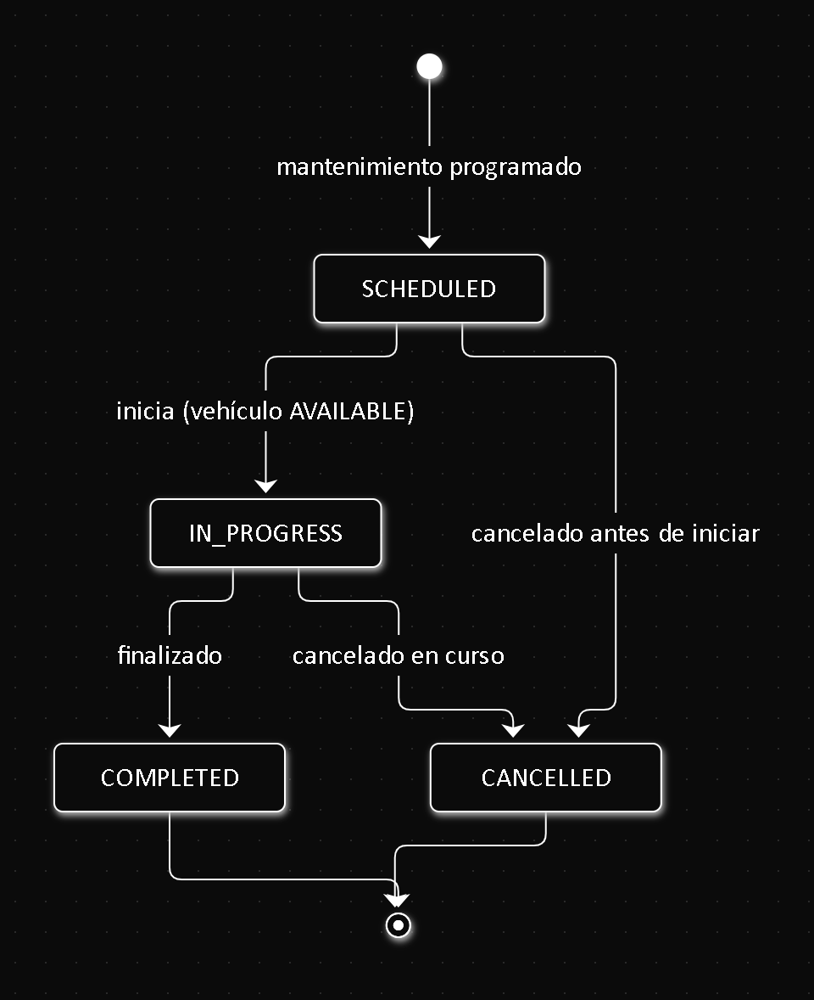 mantenimiento programado
SCHEDULED
inicia (vehículo AVAILABLE)
IN_PROGRESS
cancelado antes de iniciar
finalizado
cancelado en curso
COMPLETED
CANCELLED